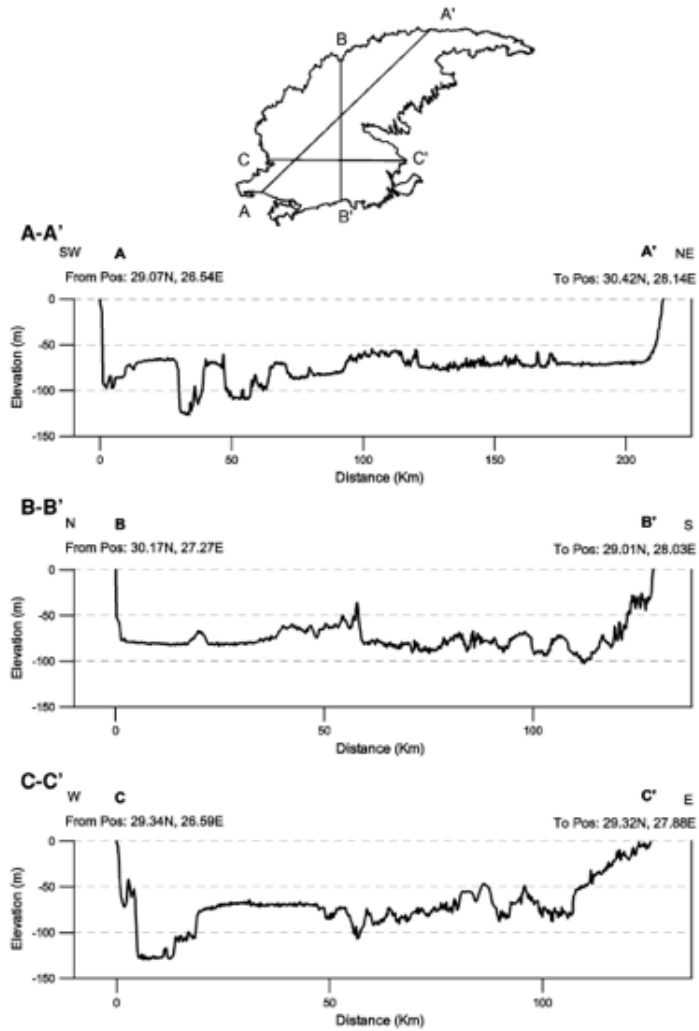 A'
B
C
C'
A
B'
A-A'
SW A A' NE
From Pos: 29.07N, 26.54E To Pos: 30.42N, 28.14E
0
-50
-100
-150
Elevation (m)
0 50 100 150 200
Distance (Km)
B-B'
N B B' S
From Pos: 30.17N, 27.27E To Pos: 29.01N, 28.03E
0
-50
-100
-150
Elevation (m)
0 50 100
Distance (Km)
C-C'
W C C' E
From Pos: 29.34N, 26.59E To Pos: 29.32N, 27.88E
0
-50
-100
-150
Elevation (m)
0 50 100
Distance (Km)